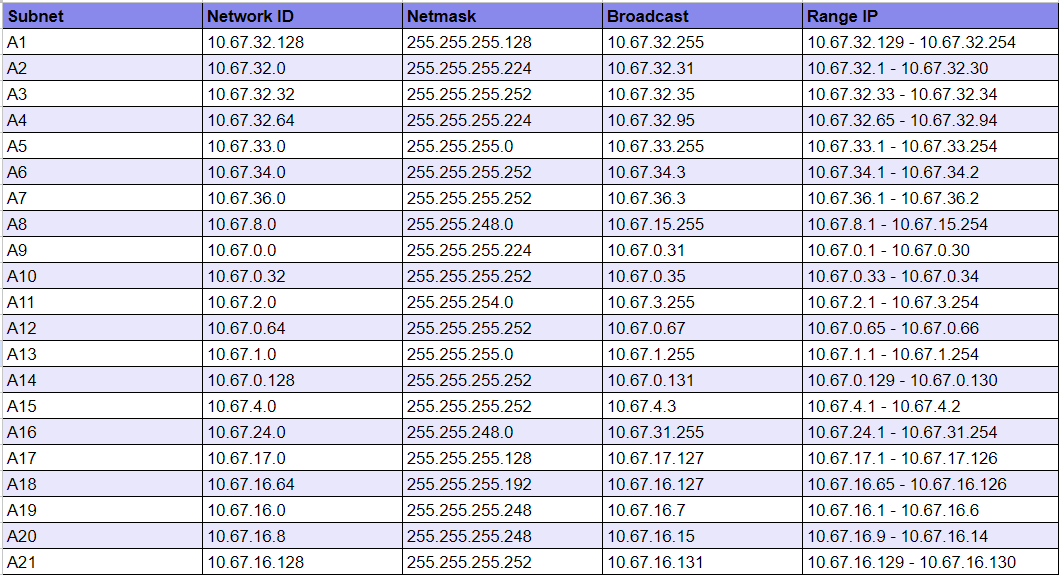 Subnet Network ID Netmask Broadcast Range IP
A1 10.67.32.128 255.255.255.128 10.67.32.255 10.67.32.129 - 10.67.32.254
A2 10.67.32.0 255.255.255.224 10.67.32.31 10.67.32.1 - 10.67.32.30
A3 10.67.32.32 255.255.255.252 10.67.32.35 10.67.32.33 - 10.67.32.34
A4 10.67.32.64 255.255.255.224 10.67.32.95 10.67.32.65 - 10.67.32.94
A5 10.67.33.0 255.255.255.0 10.67.33.255 10.67.33.1 - 10.67.33.254
A6 10.67.34.0 255.255.255.252 10.67.34.3 10.67.34.1 - 10.67.34.2
A7 10.67.36.0 255.255.255.252 10.67.36.3 10.67.36.1 - 10.67.36.2
A8 10.67.8.0 255.255.248.0 10.67.15.255 10.67.8.1 - 10.67.15.254
A9 10.67.0.0 255.255.255.224 10.67.0.31 10.67.0.1 - 10.67.0.30
A10 10.67.0.32 255.255.255.252 10.67.0.35 10.67.0.33 - 10.67.0.34
A11 10.67.2.0 255.255.254.0 10.67.3.255 10.67.2.1 - 10.67.3.254
A12 10.67.0.64 255.255.255.252 10.67.0.67 10.67.0.65 - 10.67.0.66
A13 10.67.1.0 255.255.255.0 10.67.1.255 10.67.1.1 - 10.67.1.254
A14 10.67.0.128 255.255.255.252 10.67.0.131 10.67.0.129 - 10.67.0.130
A15 10.67.4.0 255.255.255.252 10.67.4.3 10.67.4.1 - 10.67.4.2
A16 10.67.24.0 255.255.248.0 10.67.31.255 10.67.24.1 - 10.67.31.254
A17 10.67.17.0 255.255.255.128 10.67.17.127 10.67.17.1 - 10.67.17.126
A18 10.67.16.64 255.255.255.192 10.67.16.127 10.67.16.65 - 10.67.16.126
A19 10.67.16.0 255.255.255.248 10.67.16.7 10.67.16.1 - 10.67.16.6
A20 10.67.16.8 255.255.255.248 10.67.16.15 10.67.16.9 - 10.67.16.14
A21 10.67.16.128 255.255.255.252 10.67.16.131 10.67.16.129 - 10.67.16.130